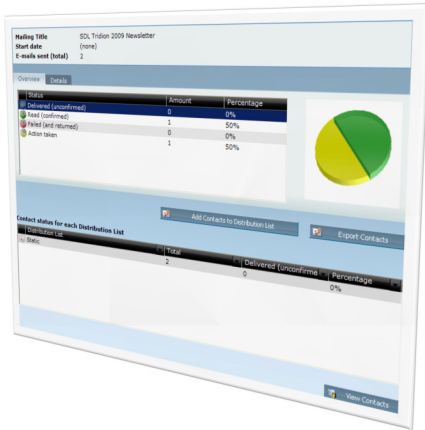 Mailing Title SDL Tridion 2009 Newsletter
Start date (none)
E-mails sent (total) 2
Overview Details
Status Amount Percentage
Delivered (unconfirmed) 0 0%
Read (confirmed) 1 50%
Failed (and returned) 0 0%
Action taken 1 50%
Add Contacts to Distribution List Export Contacts
Contact status for each Distribution List
Distribution List Total Delivered (unconfirme Percentage
Static 2 0 0%
View Contacts